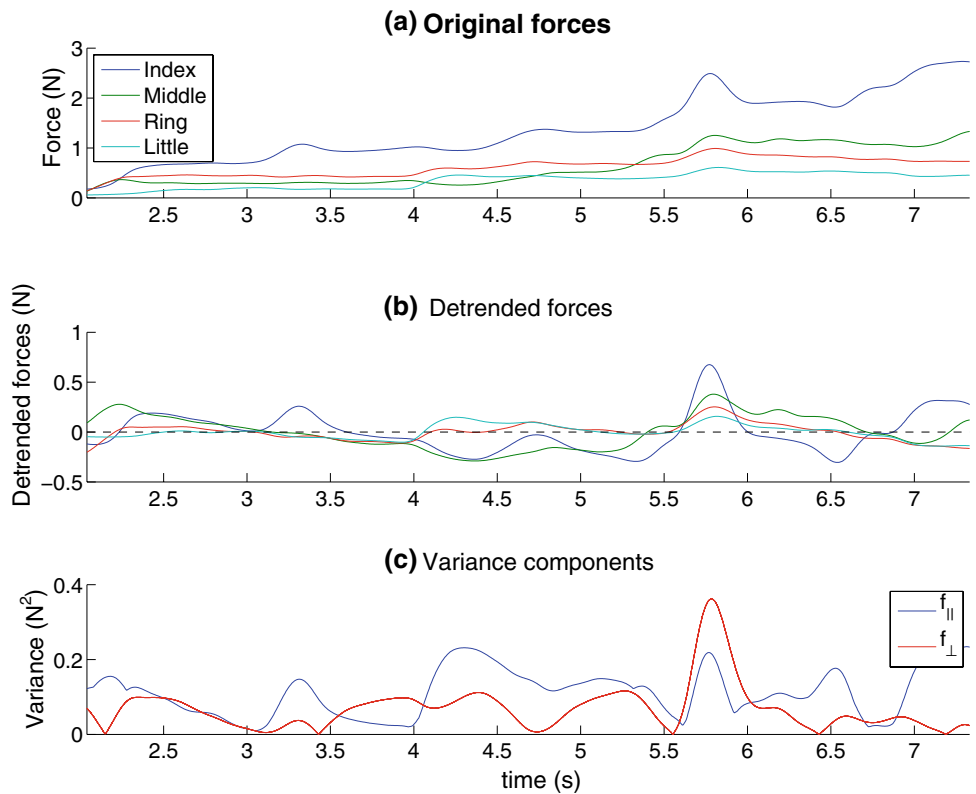 (a) Original forces
Force (N)
3
2
1
0
Index
Middle
Ring
Little
2.5 3 3.5 4 4.5 5 5.5 6 6.5 7
(b) Detrended forces
Detrended forces (N)
1
0.5
0
−0.5
2.5 3 3.5 4 4.5 5 5.5 6 6.5 7
(c) Variance components
Variance (N²)
0.4
0.2
0
f||
f⊥
2.5 3 3.5 4 4.5 5 5.5 6 6.5 7
time (s)